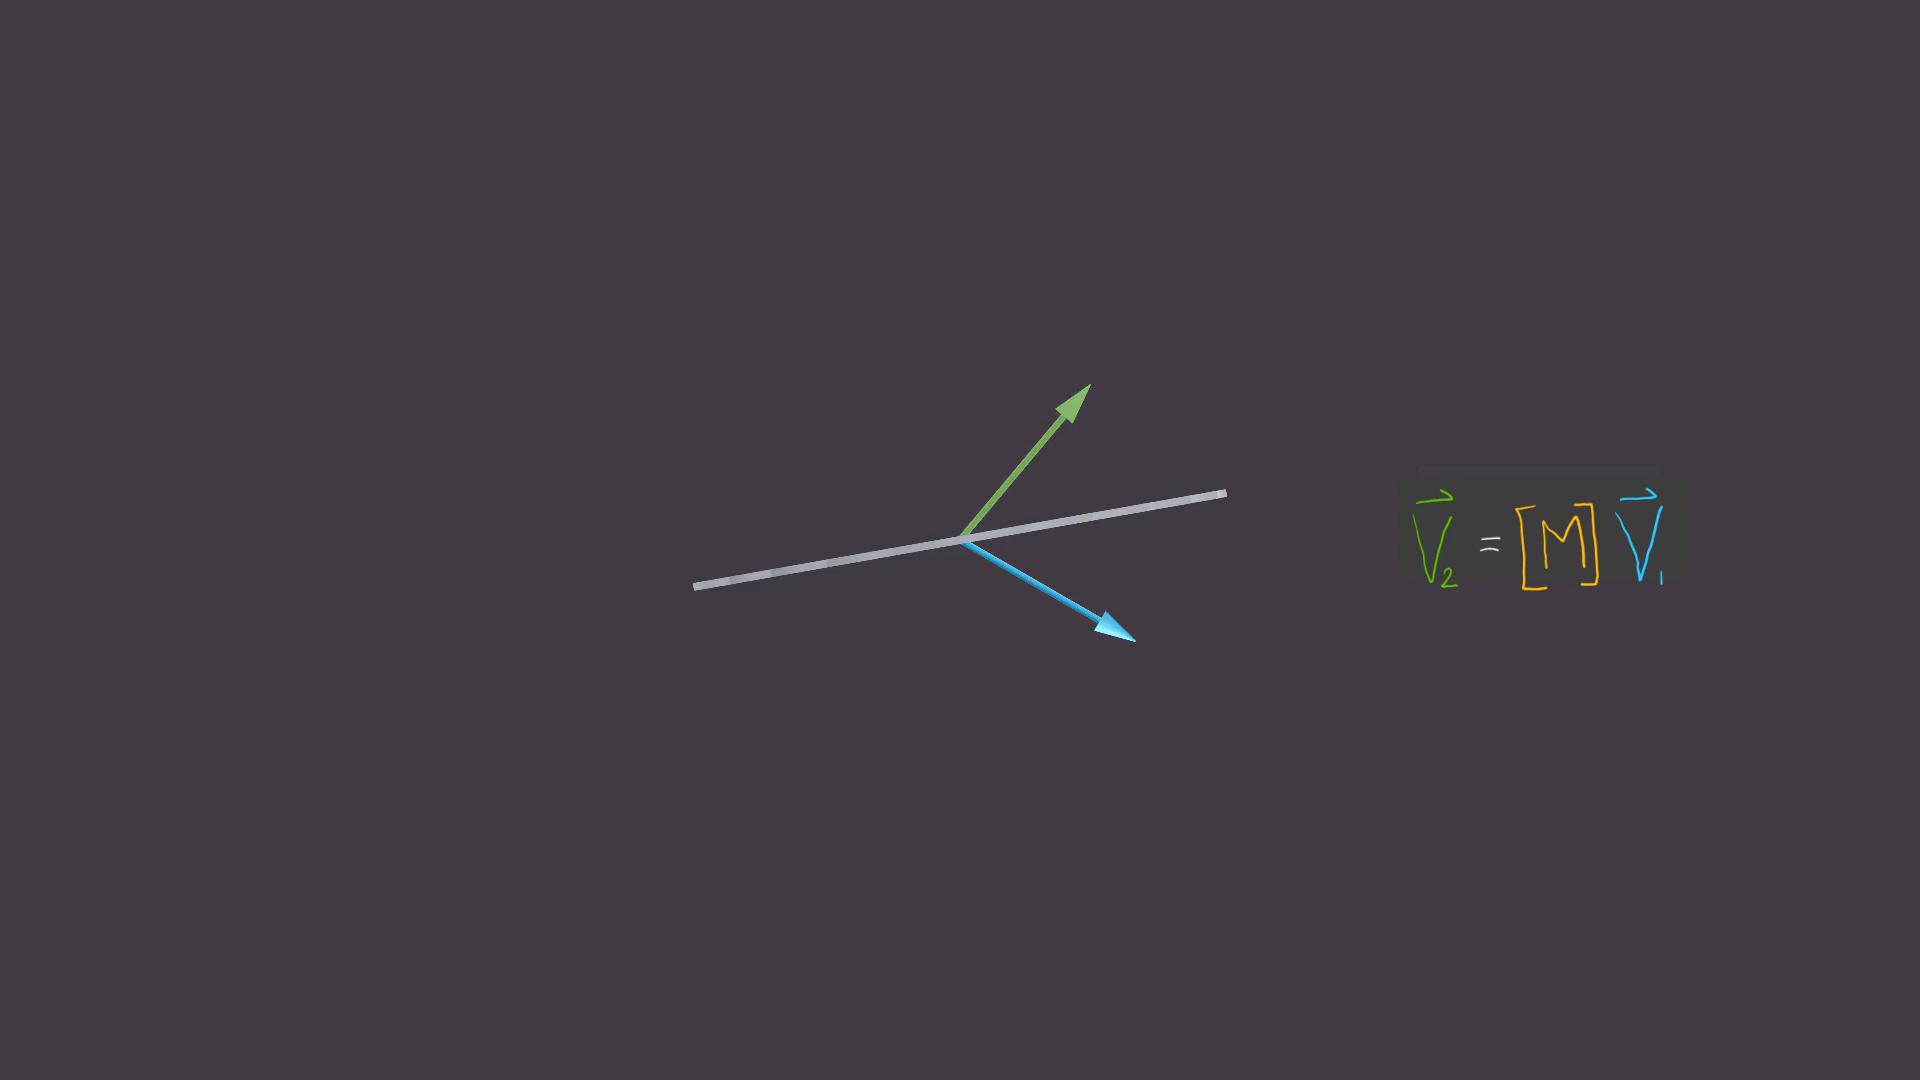 V⃗₂ = [M] V⃗₁